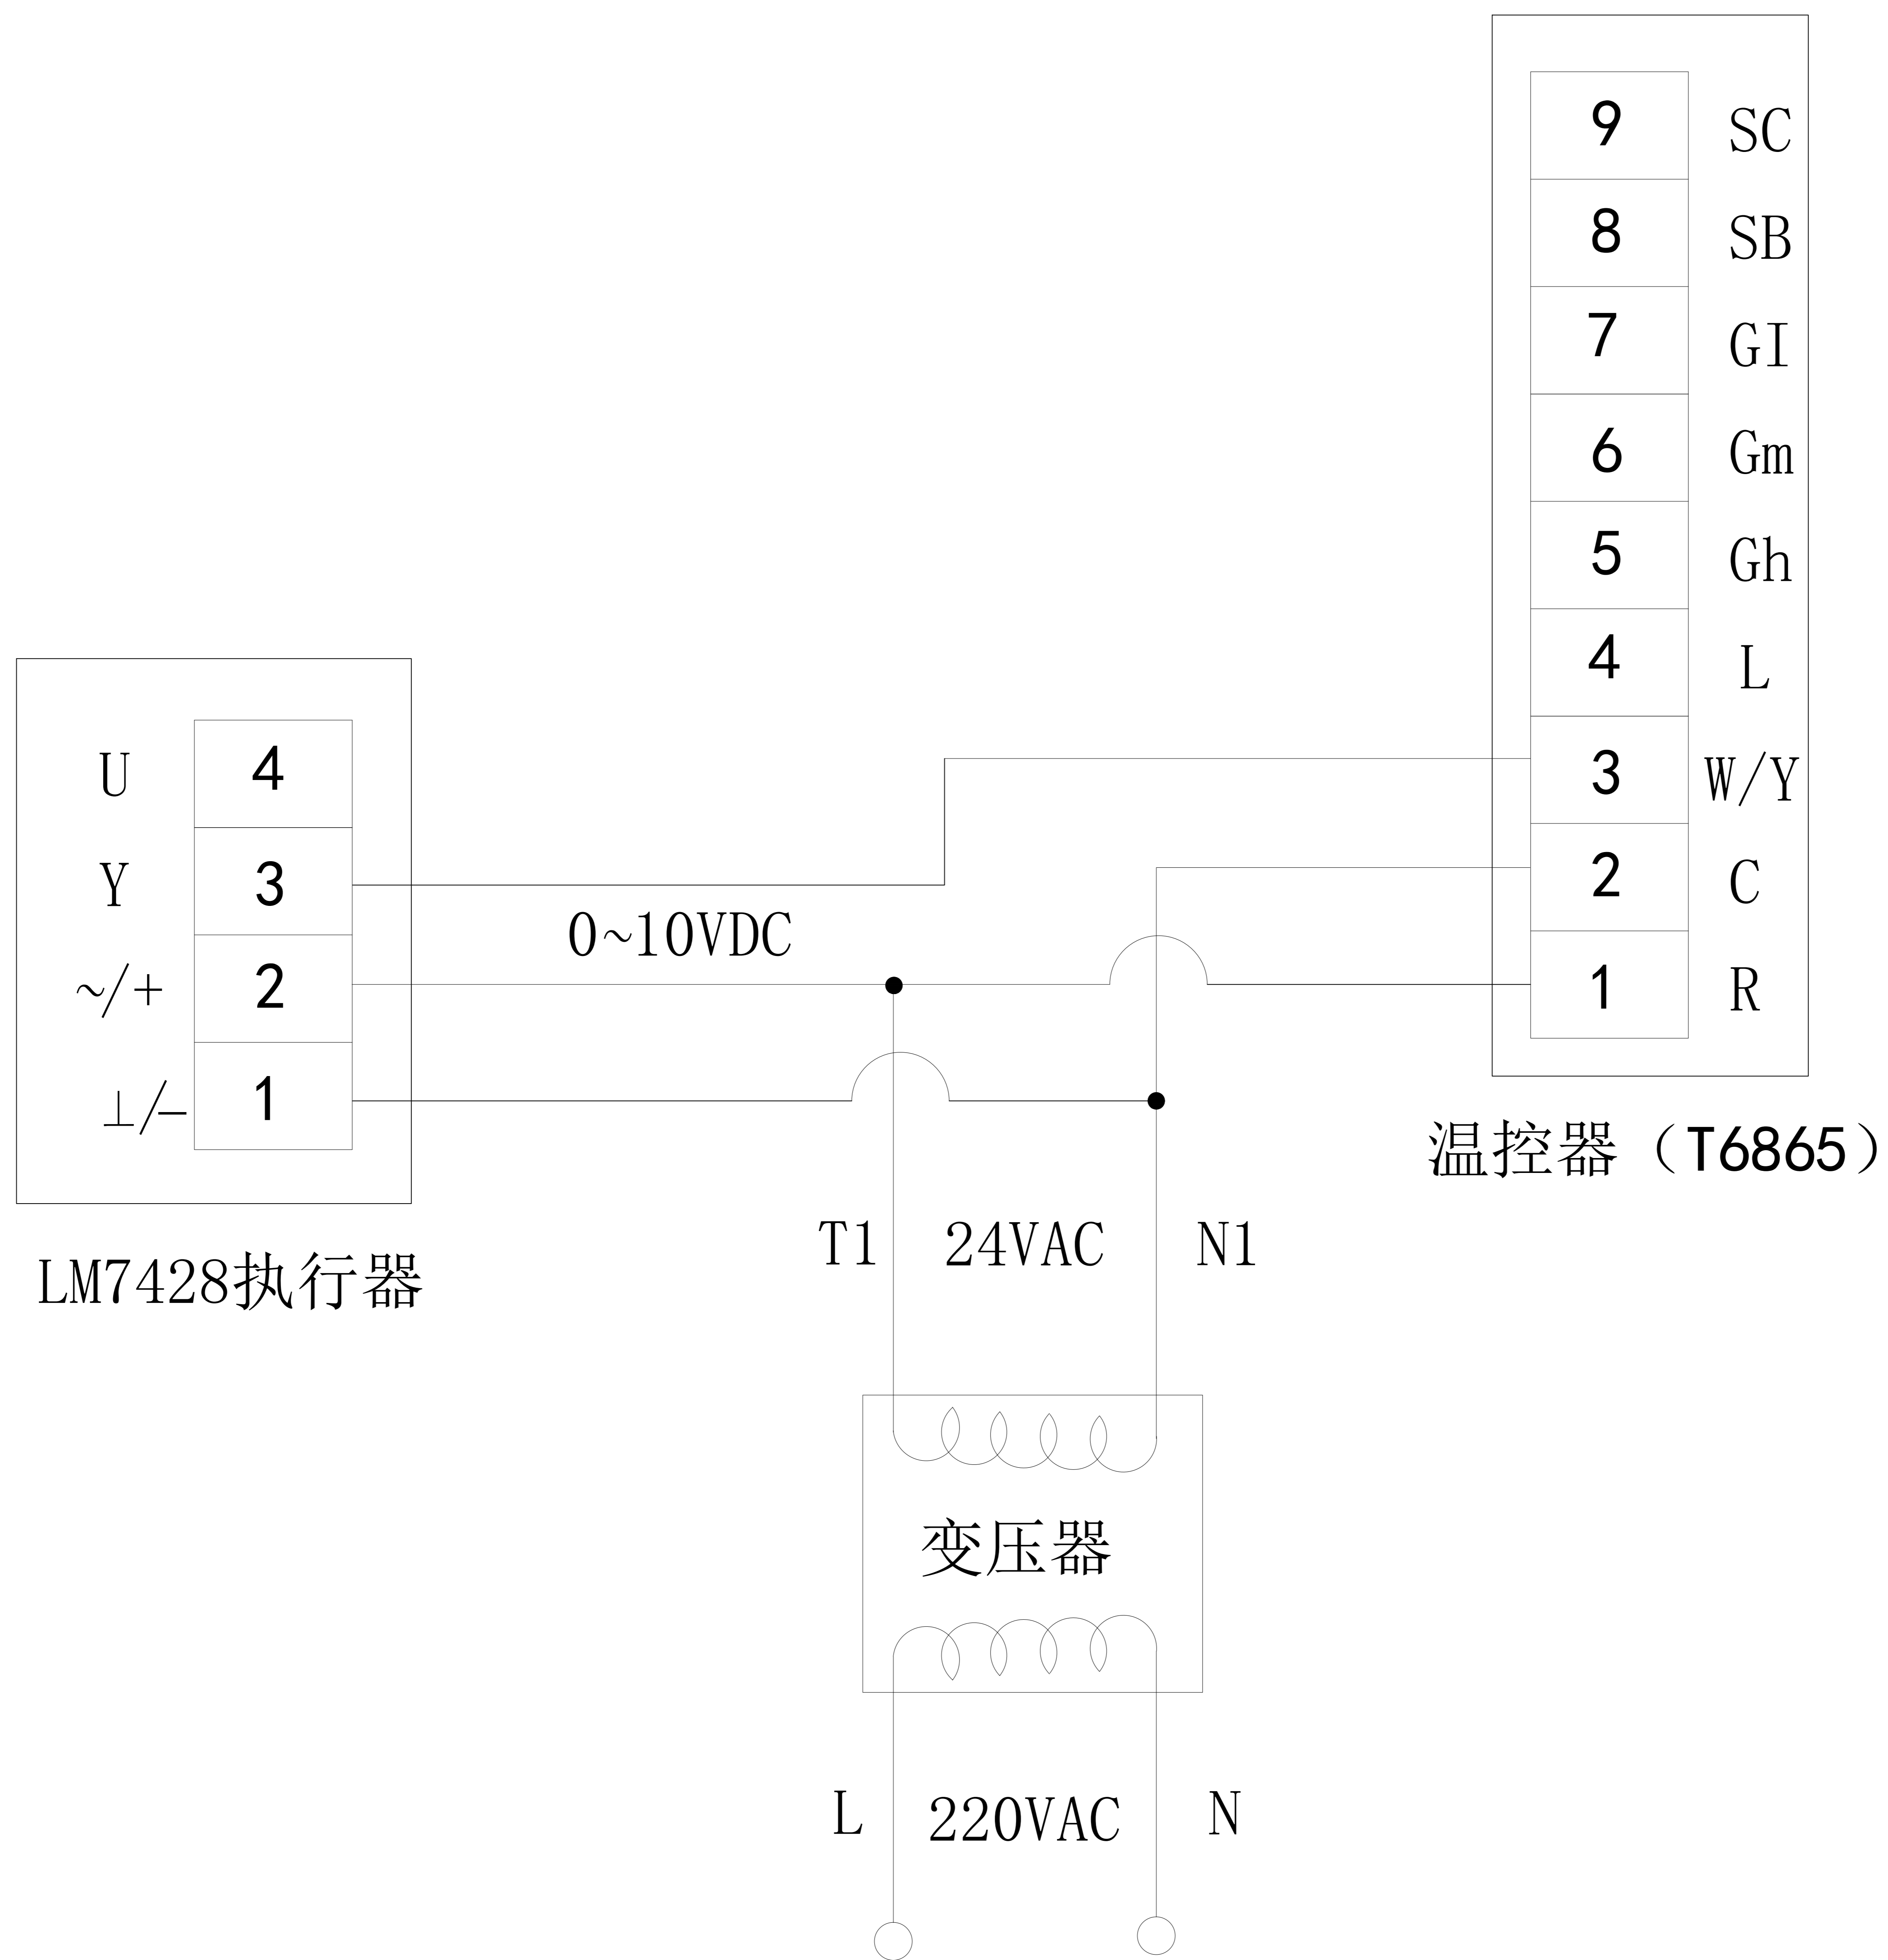 9 SC
8 SB
7 GI
6 Gm
5 Gh
4 L
3 W/Y
2 C
1 R
温控器（T6865）
U 4
Y 3
~/+ 2
⊥/- 1
LM7428执行器
0~10VDC
T1 24VAC N1
变压器
L 220VAC N